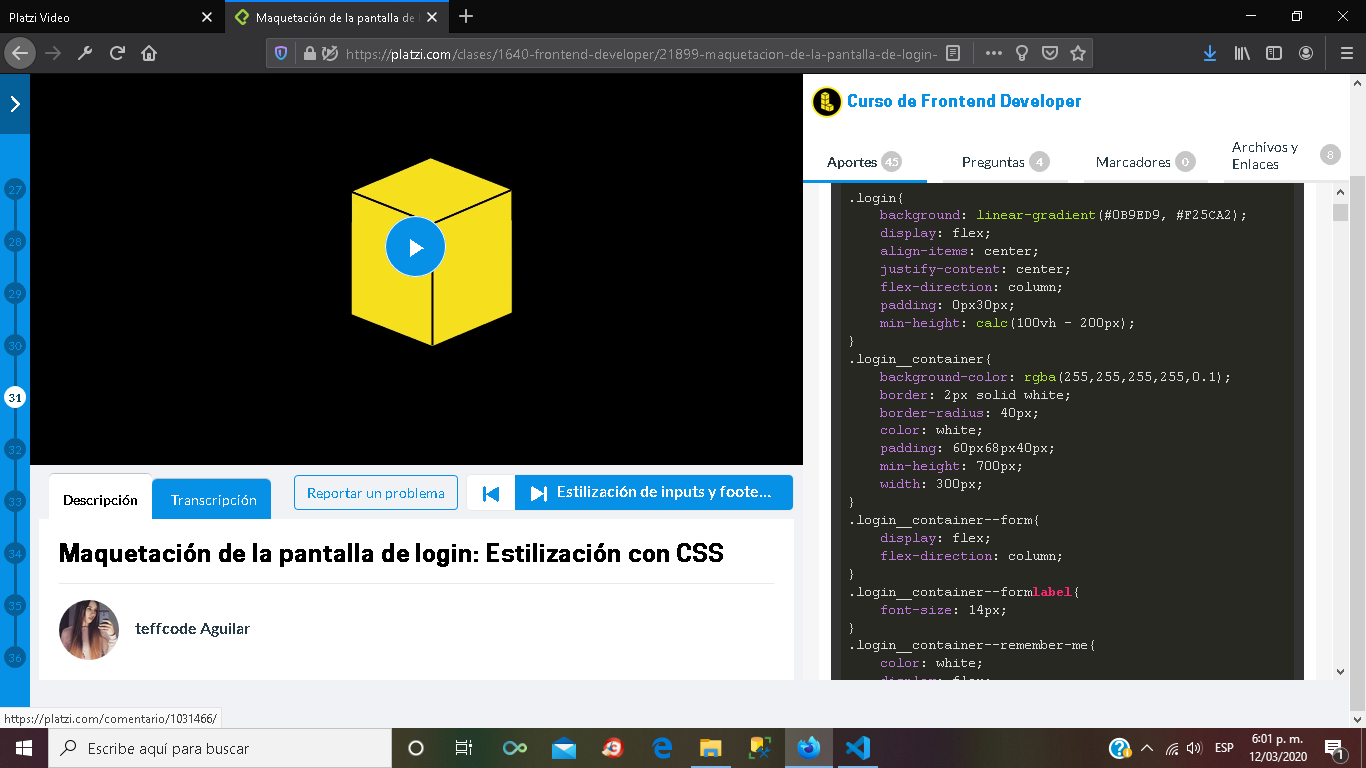 Platzi Video
Maquetación de la pantalla de l
https://platzi.com/clases/1640-frontend-developer/21899-maquetacion-de-la-pantalla-de-login-
27
28
29
30
31
32
33
34
35
36
Reportar un problema
Estilización de inputs y foote...
Descripción
Transcripción
Maquetación de la pantalla de login: Estilización con CSS
teffcode Aguilar
Curso de Frontend Developer
Aportes 45
Preguntas 4
Marcadores 0
Archivos y
Enlaces
8
.login{
background: linear-gradient(#0B9ED9, #F25CA2);
display: flex;
align-items: center;
justify-content: center;
flex-direction: column;
padding: 0px30px;
min-height: calc(100vh - 200px);
}
.login__container{
background-color: rgba(255,255,255,255,0.1);
border: 2px solid white;
border-radius: 40px;
color: white;
padding: 60px68px40px;
min-height: 700px;
width: 300px;
}
.login__container--form{
display: flex;
flex-direction: column;
}
.login__container--formlabel{
font-size: 14px;
}
.login__container--remember-me{
color: white;
display: flex;
https://platzi.com/comentario/1031466/
Escribe aquí para buscar
ESP
6:01 p. m.
12/03/2020
1